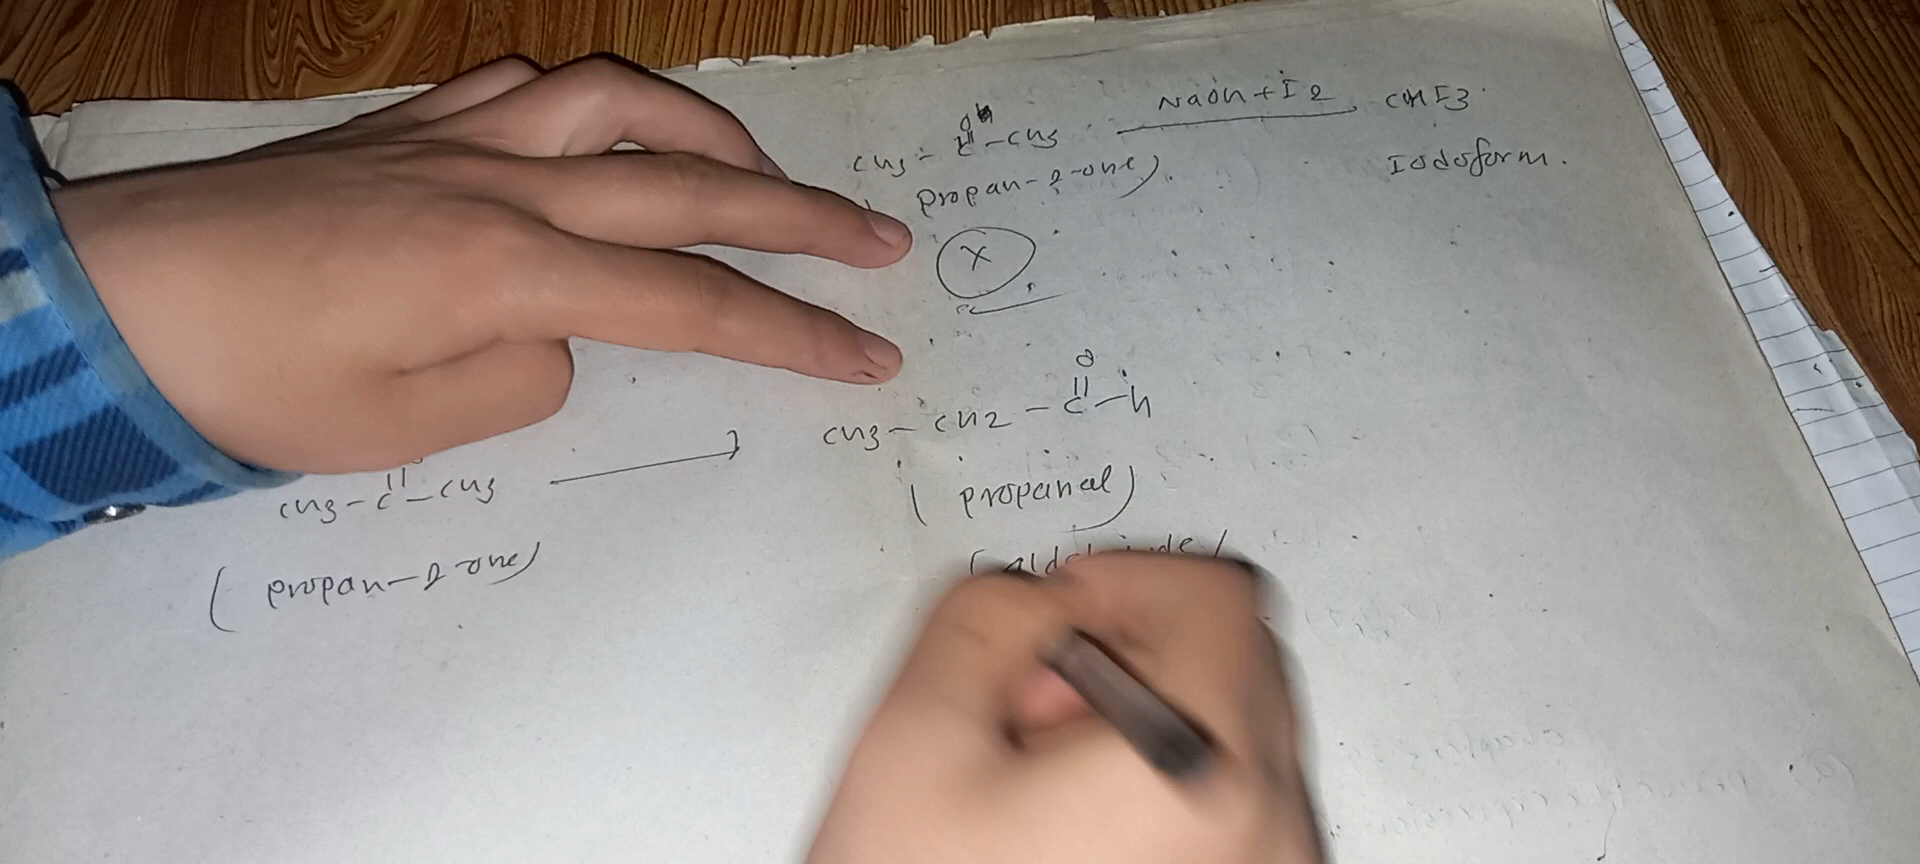 NaOH + I2 CHI3.
O
||
CH3 - C - CH3 Iodoform.
propan-2-one)
X
O
||
CH3 - CH2 - C - H
||
CH3 - C - CH3
( propanal)
( propan-2-one)